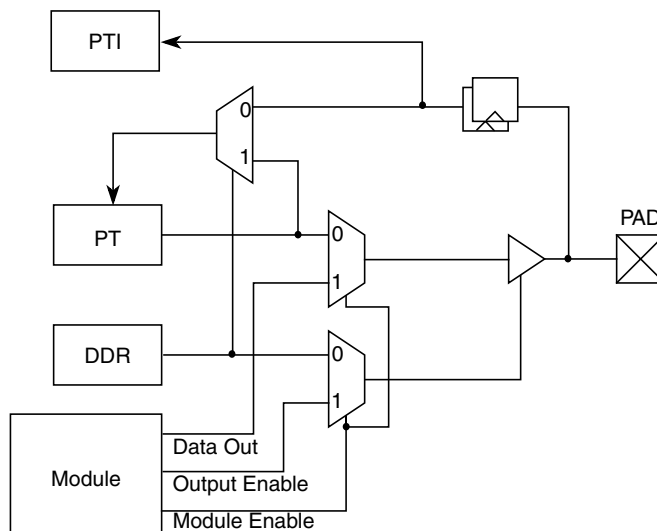 PTI
0
1
PT
0
1
PAD
DDR
0
1
Module
Data Out
Output Enable
Module Enable